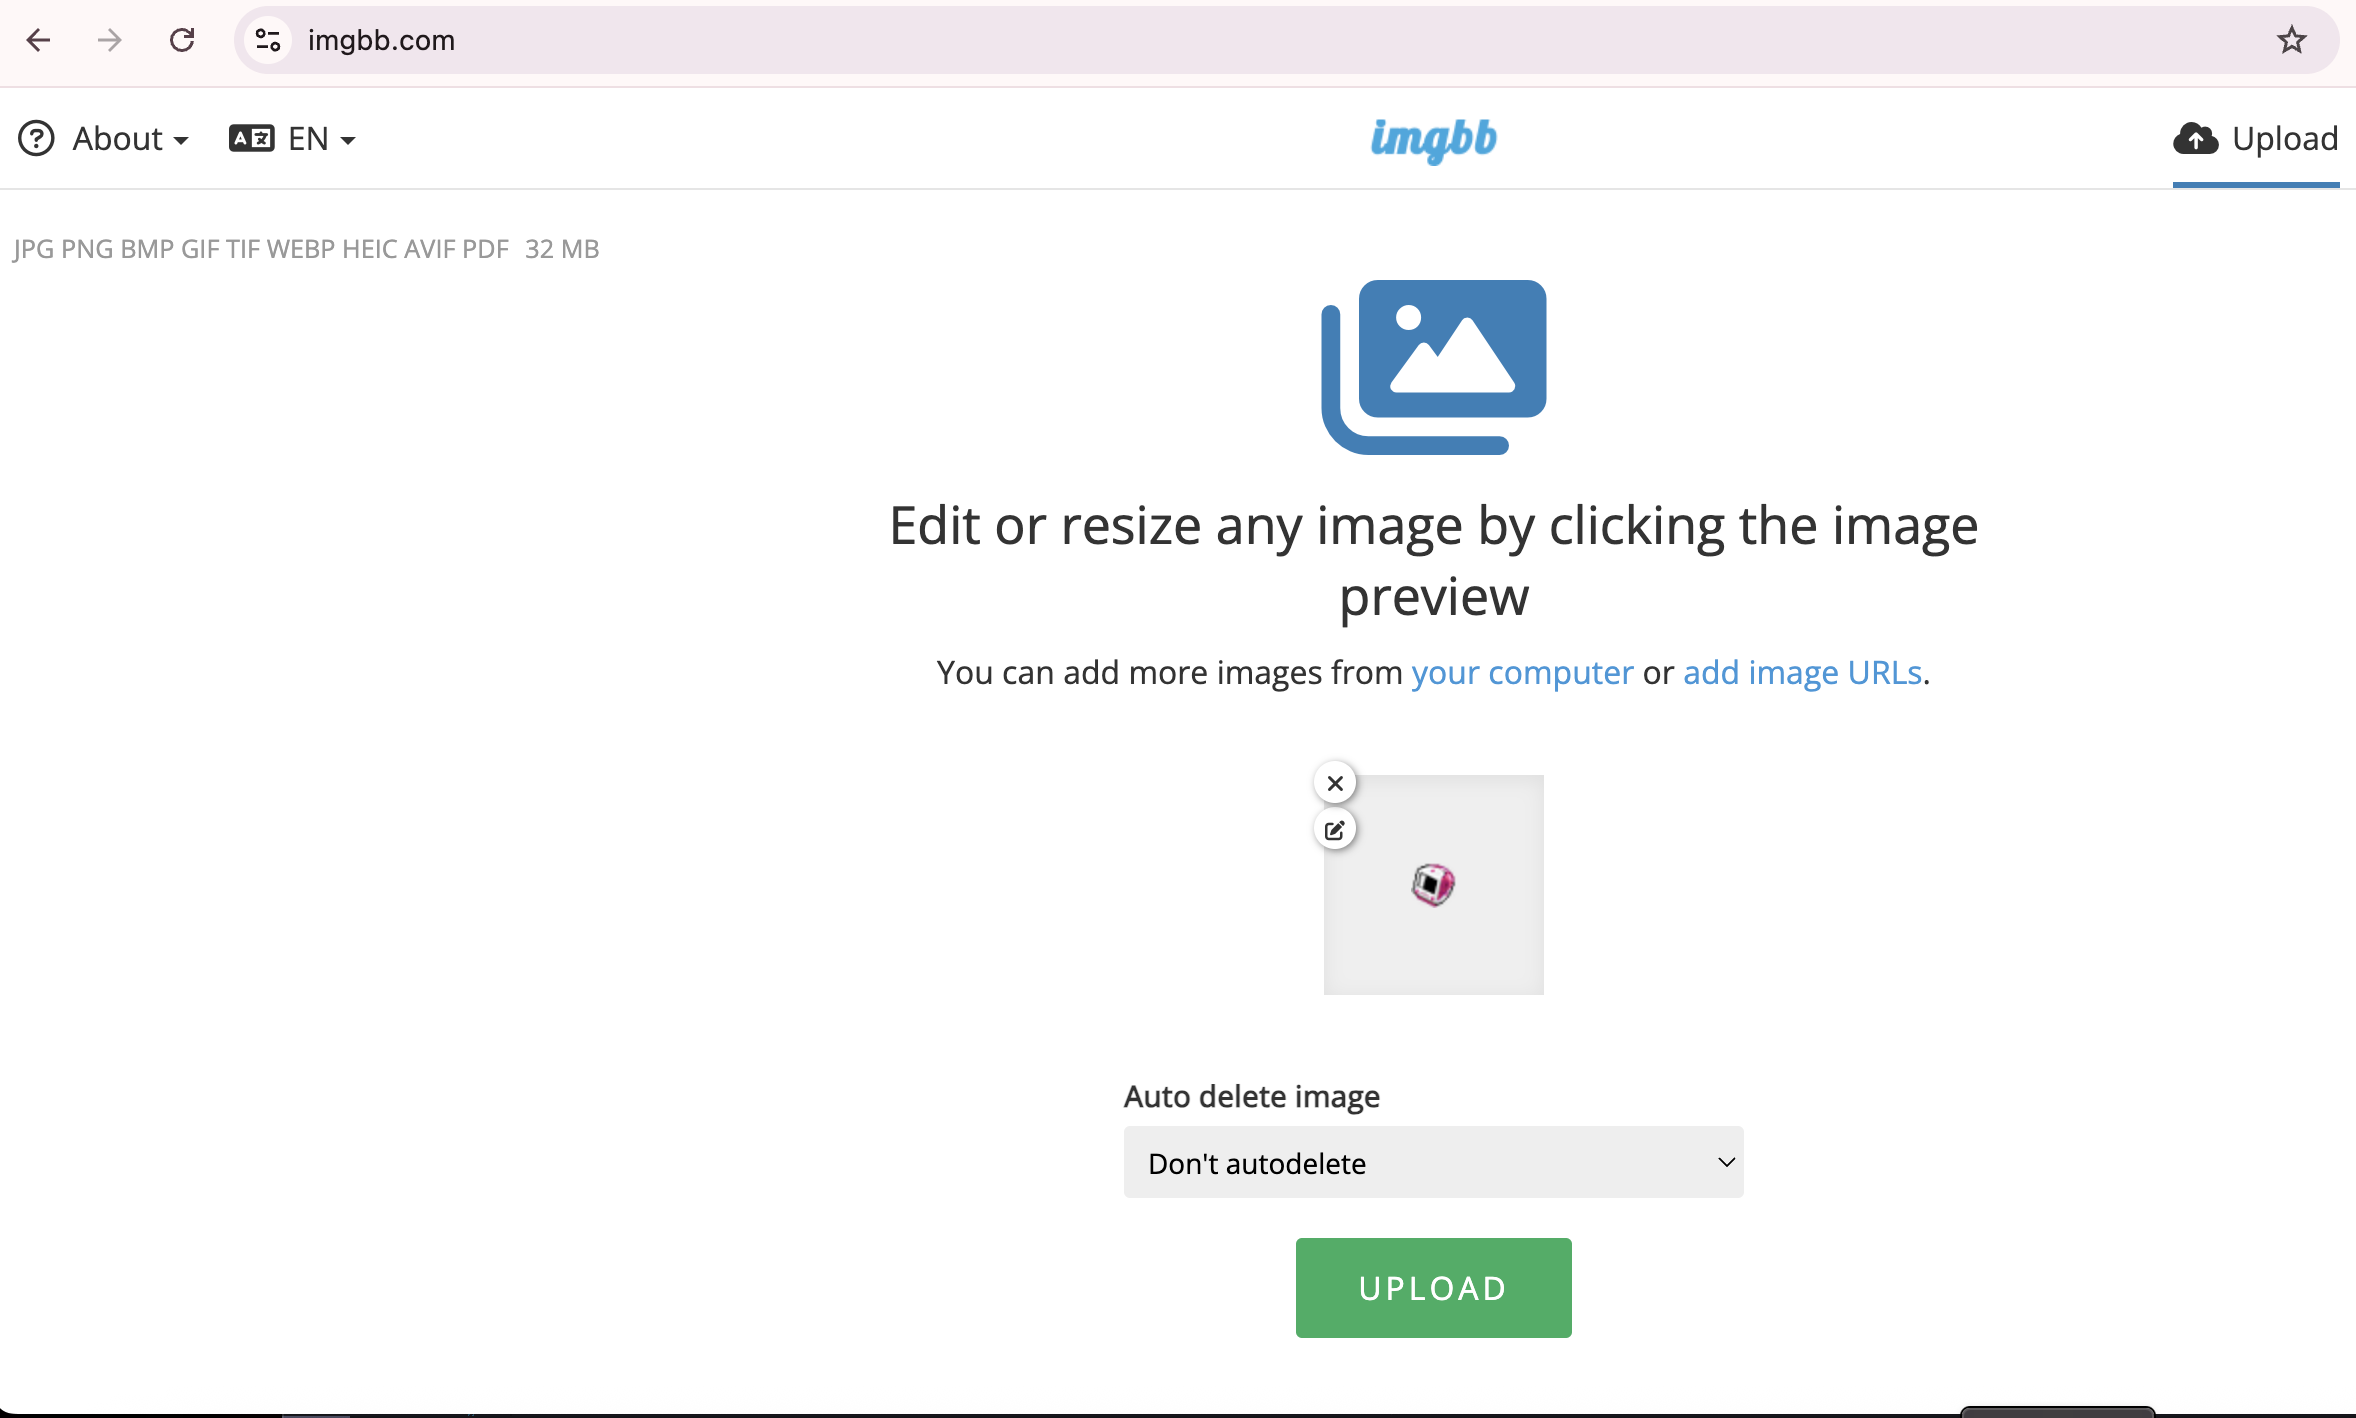 imgbb.com
About
EN
imgbb
Upload
JPG PNG BMP GIF TIF WEBP HEIC AVIF PDF 32 MB
Edit or resize any image by clicking the image
preview
You can add more images from your computer or add image URLs.
Auto delete image
Don't autodelete
UPLOAD